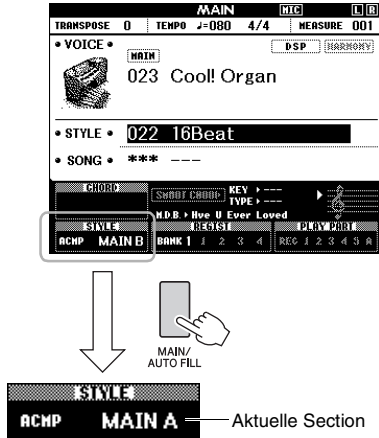 MAIN MIC L R
TRANSPOSE 0 TEMPO ♩=080 4/4 MEASURE 001
• VOICE • DSP HARMONY
MAIN
023 Cool! Organ
• STYLE • 022 16Beat
• SONG • *** ---
CHORD SMART CHORD KEY ▸ ---
TYPE ▸ ---
M.D.B. ▸ Hve U Ever Loved
STYLE REGIST PLAY PART
ACMP MAIN B BANK 1 1 2 3 4 REC 1 2 3 4 5 A
MAIN/
AUTO FILL
STYLE
ACMP MAIN A Aktuelle Section